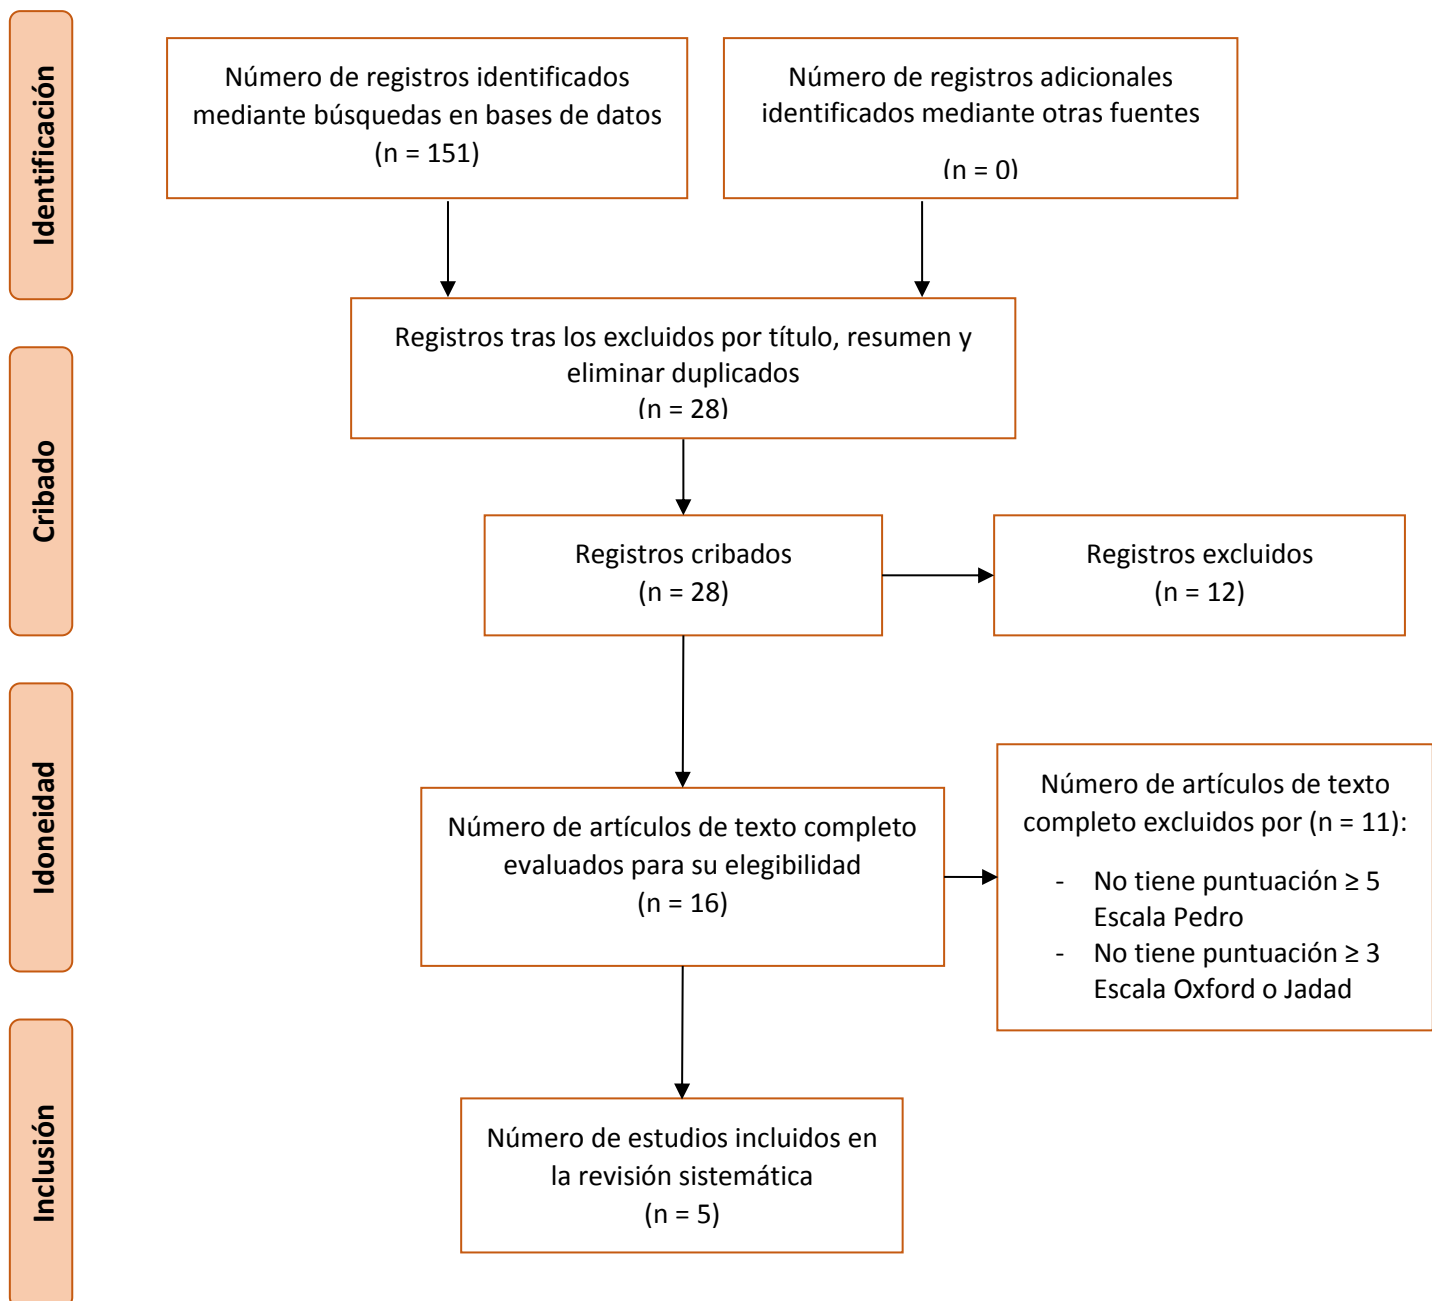 Identificación
Número de registros identificados
mediante búsquedas en bases de datos
(n = 151)
Número de registros adicionales
identificados mediante otras fuentes
(n = 0)
Registros tras los excluidos por título, resumen y
eliminar duplicados
(n = 28)
Cribado
Registros cribados
(n = 28)
Registros excluidos
(n = 12)
Idoneidad
Número de artículos de texto completo
evaluados para su elegibilidad
(n = 16)
Número de artículos de texto
completo excluidos por (n = 11):
- No tiene puntuación ≥ 5
Escala Pedro
- No tiene puntuación ≥ 3
Escala Oxford o Jadad
Inclusión
Número de estudios incluidos en
la revisión sistemática
(n = 5)